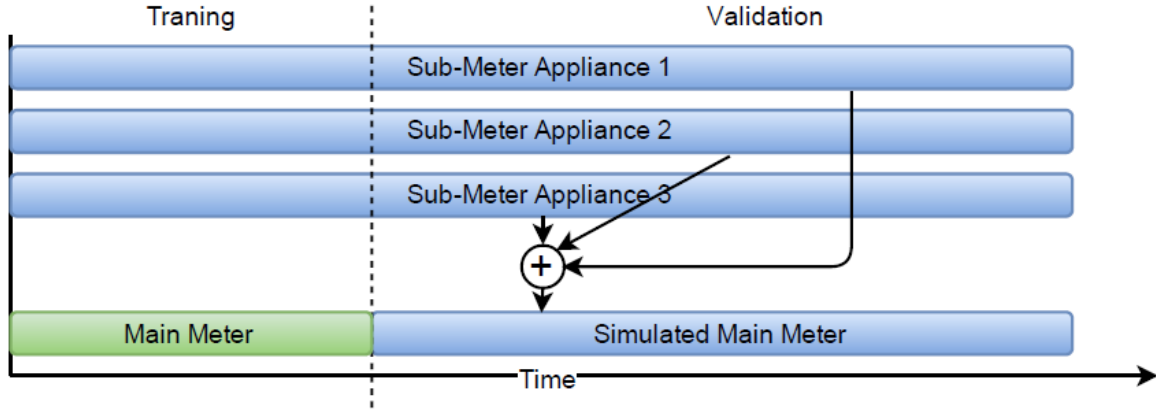 Traning
Validation
Sub-Meter Appliance 1
Sub-Meter Appliance 2
Sub-Meter Appliance 3
+
Main Meter
Simulated Main Meter
Time